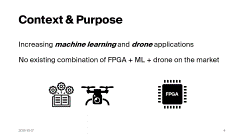 Context & Purpose
Increasing machine learning and drone applications
No existing combination of FPGA + ML + drone on the market
FPGA